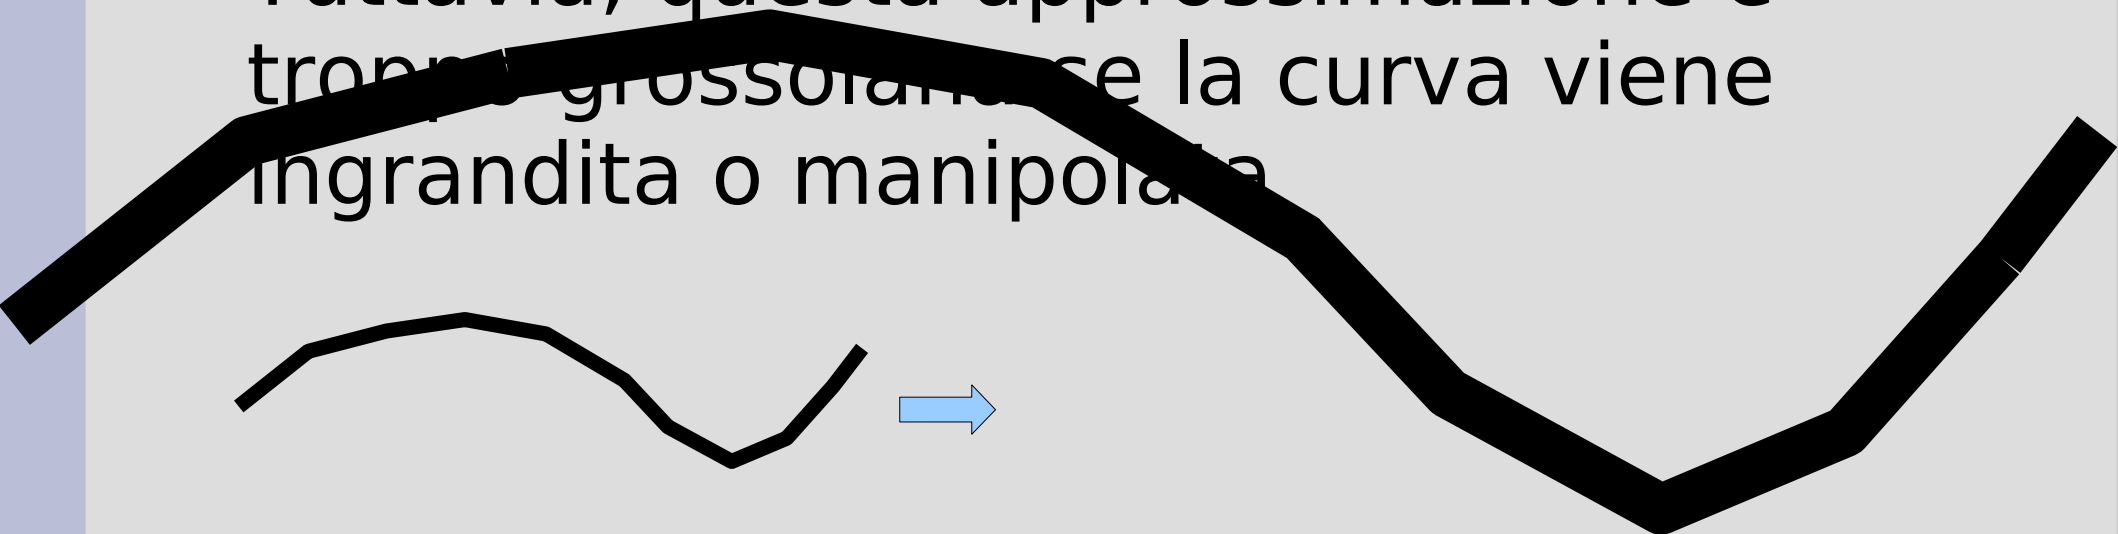 Tuttavia, questa approssimazione è
troppo grossolana se la curva viene
ingrandita o manipolata